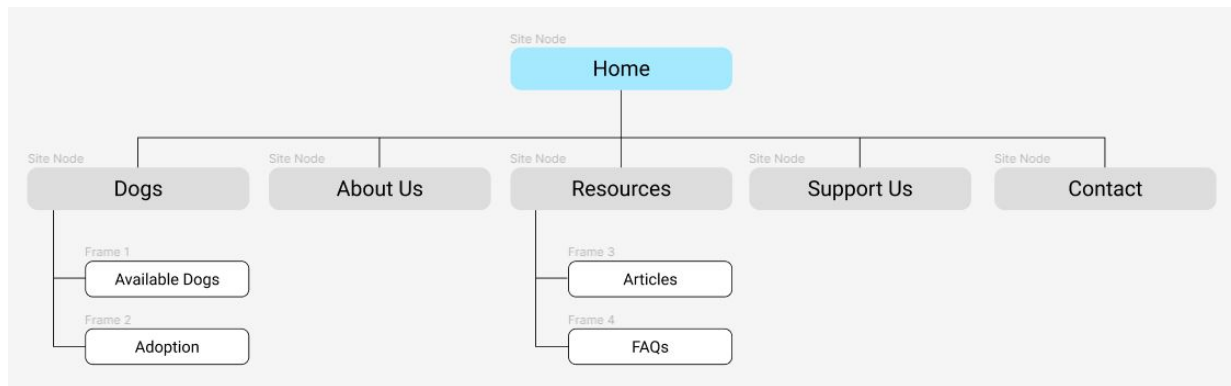 Site Node
Home
Site Node
Dogs
Site Node
About Us
Site Node
Resources
Site Node
Support Us
Site Node
Contact
Frame 1
Available Dogs
Frame 2
Adoption
Frame 3
Articles
Frame 4
FAQs